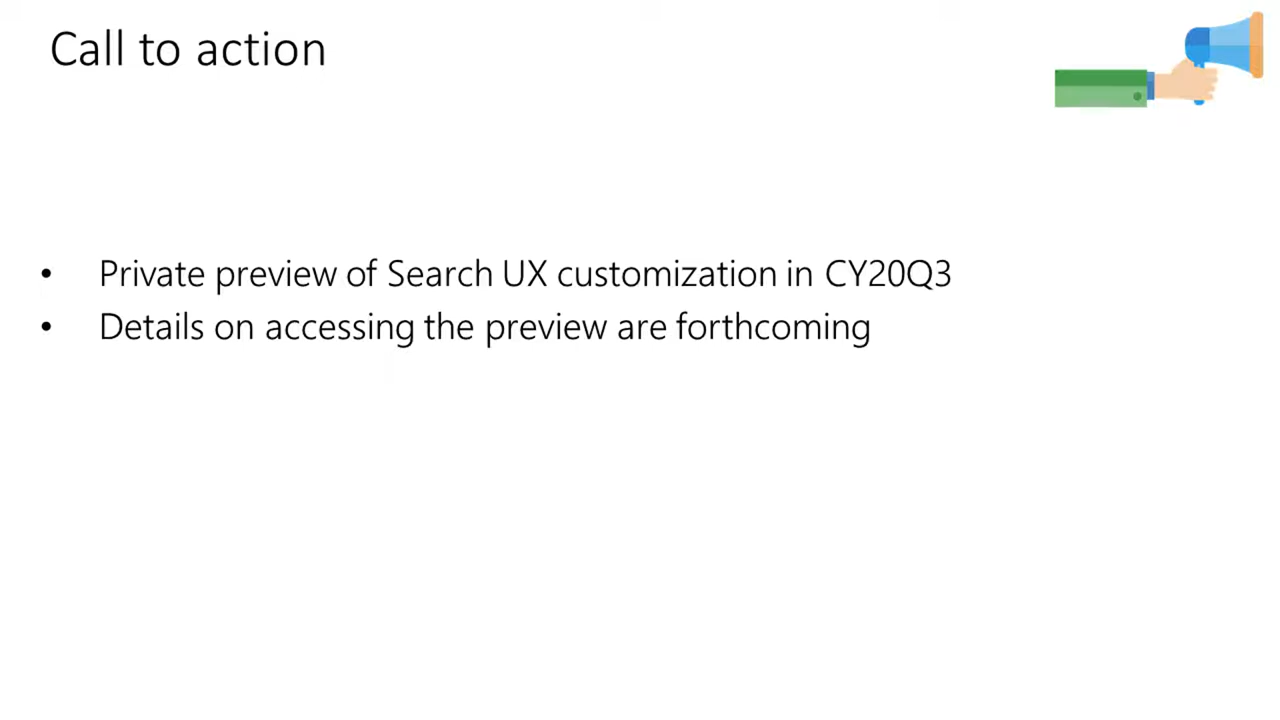 Call to action
• Private preview of Search UX customization in CY20Q3
• Details on accessing the preview are forthcoming